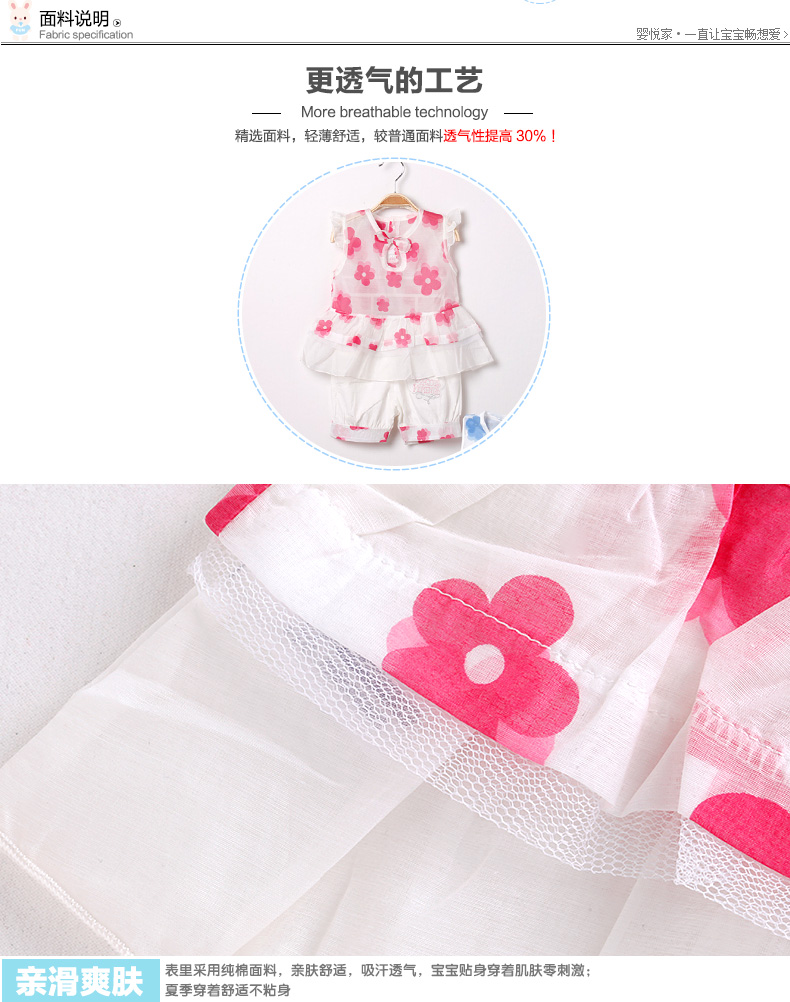 面料说明
Fabric specification
婴悦家·一直让宝宝畅想爱
更透气的工艺
More breathable technology
精选面料，轻薄舒适，较普通面料透气性提高 30%！
亲滑爽肤
表里采用纯棉面料，亲肤舒适，吸汗透气，宝宝贴身穿着肌肤零刺激；
夏季穿着舒适不粘身